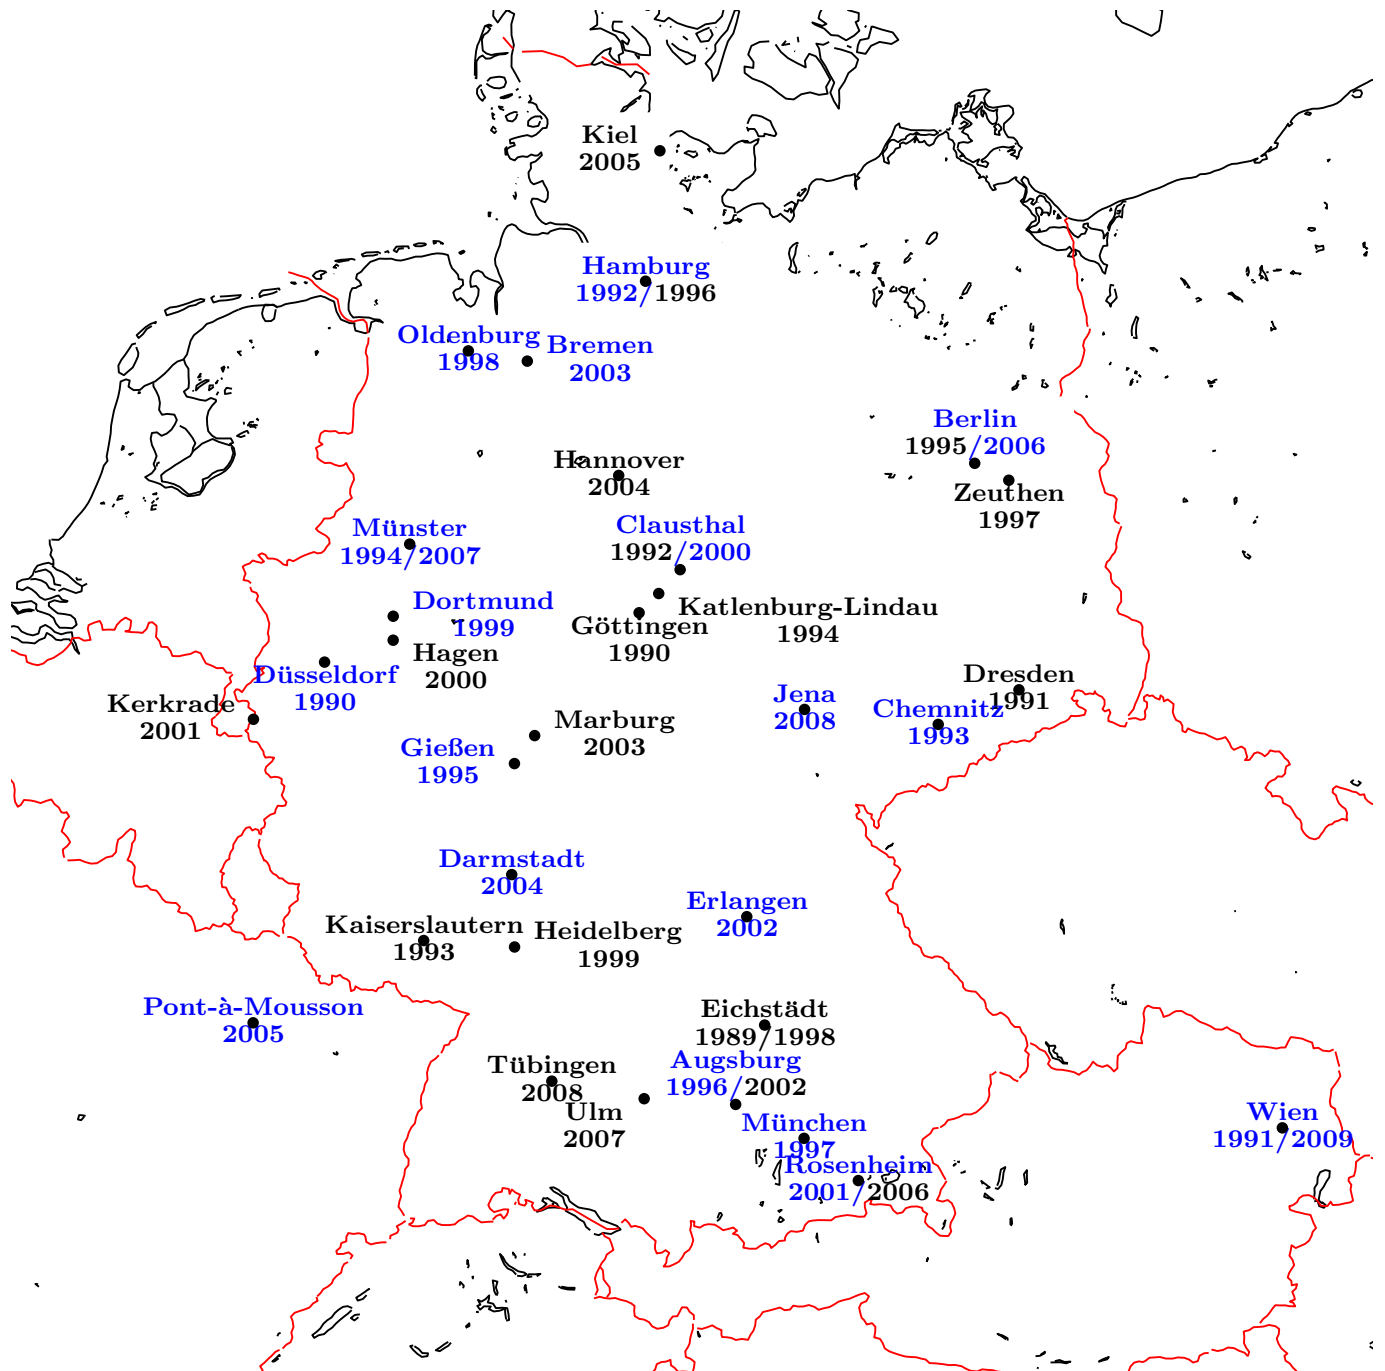 Kiel
2005
Hamburg
1992/1996
Oldenburg
1998
Bremen
2003
Berlin
1995/2006
Hannover
2004
Zeuthen
1997
Münster
1994/2007
Clausthal
1992/2000
Dortmund
1999
Katlenburg-Lindau
1994
Göttingen
1990
Hagen
2000
Düsseldorf
1990
Kerkrade
2001
Dresden
1991
Jena
2008
Chemnitz
1993
Marburg
2003
Gießen
1995
Darmstadt
2004
Erlangen
2002
Kaiserslautern
1993
Heidelberg
1999
Pont-à-Mousson
2005
Eichstädt
1989/1998
Tübingen
2008
Augsburg
1996/2002
Ulm
2007
München
1997
Wien
1991/2009
Rosenheim
2001/2006